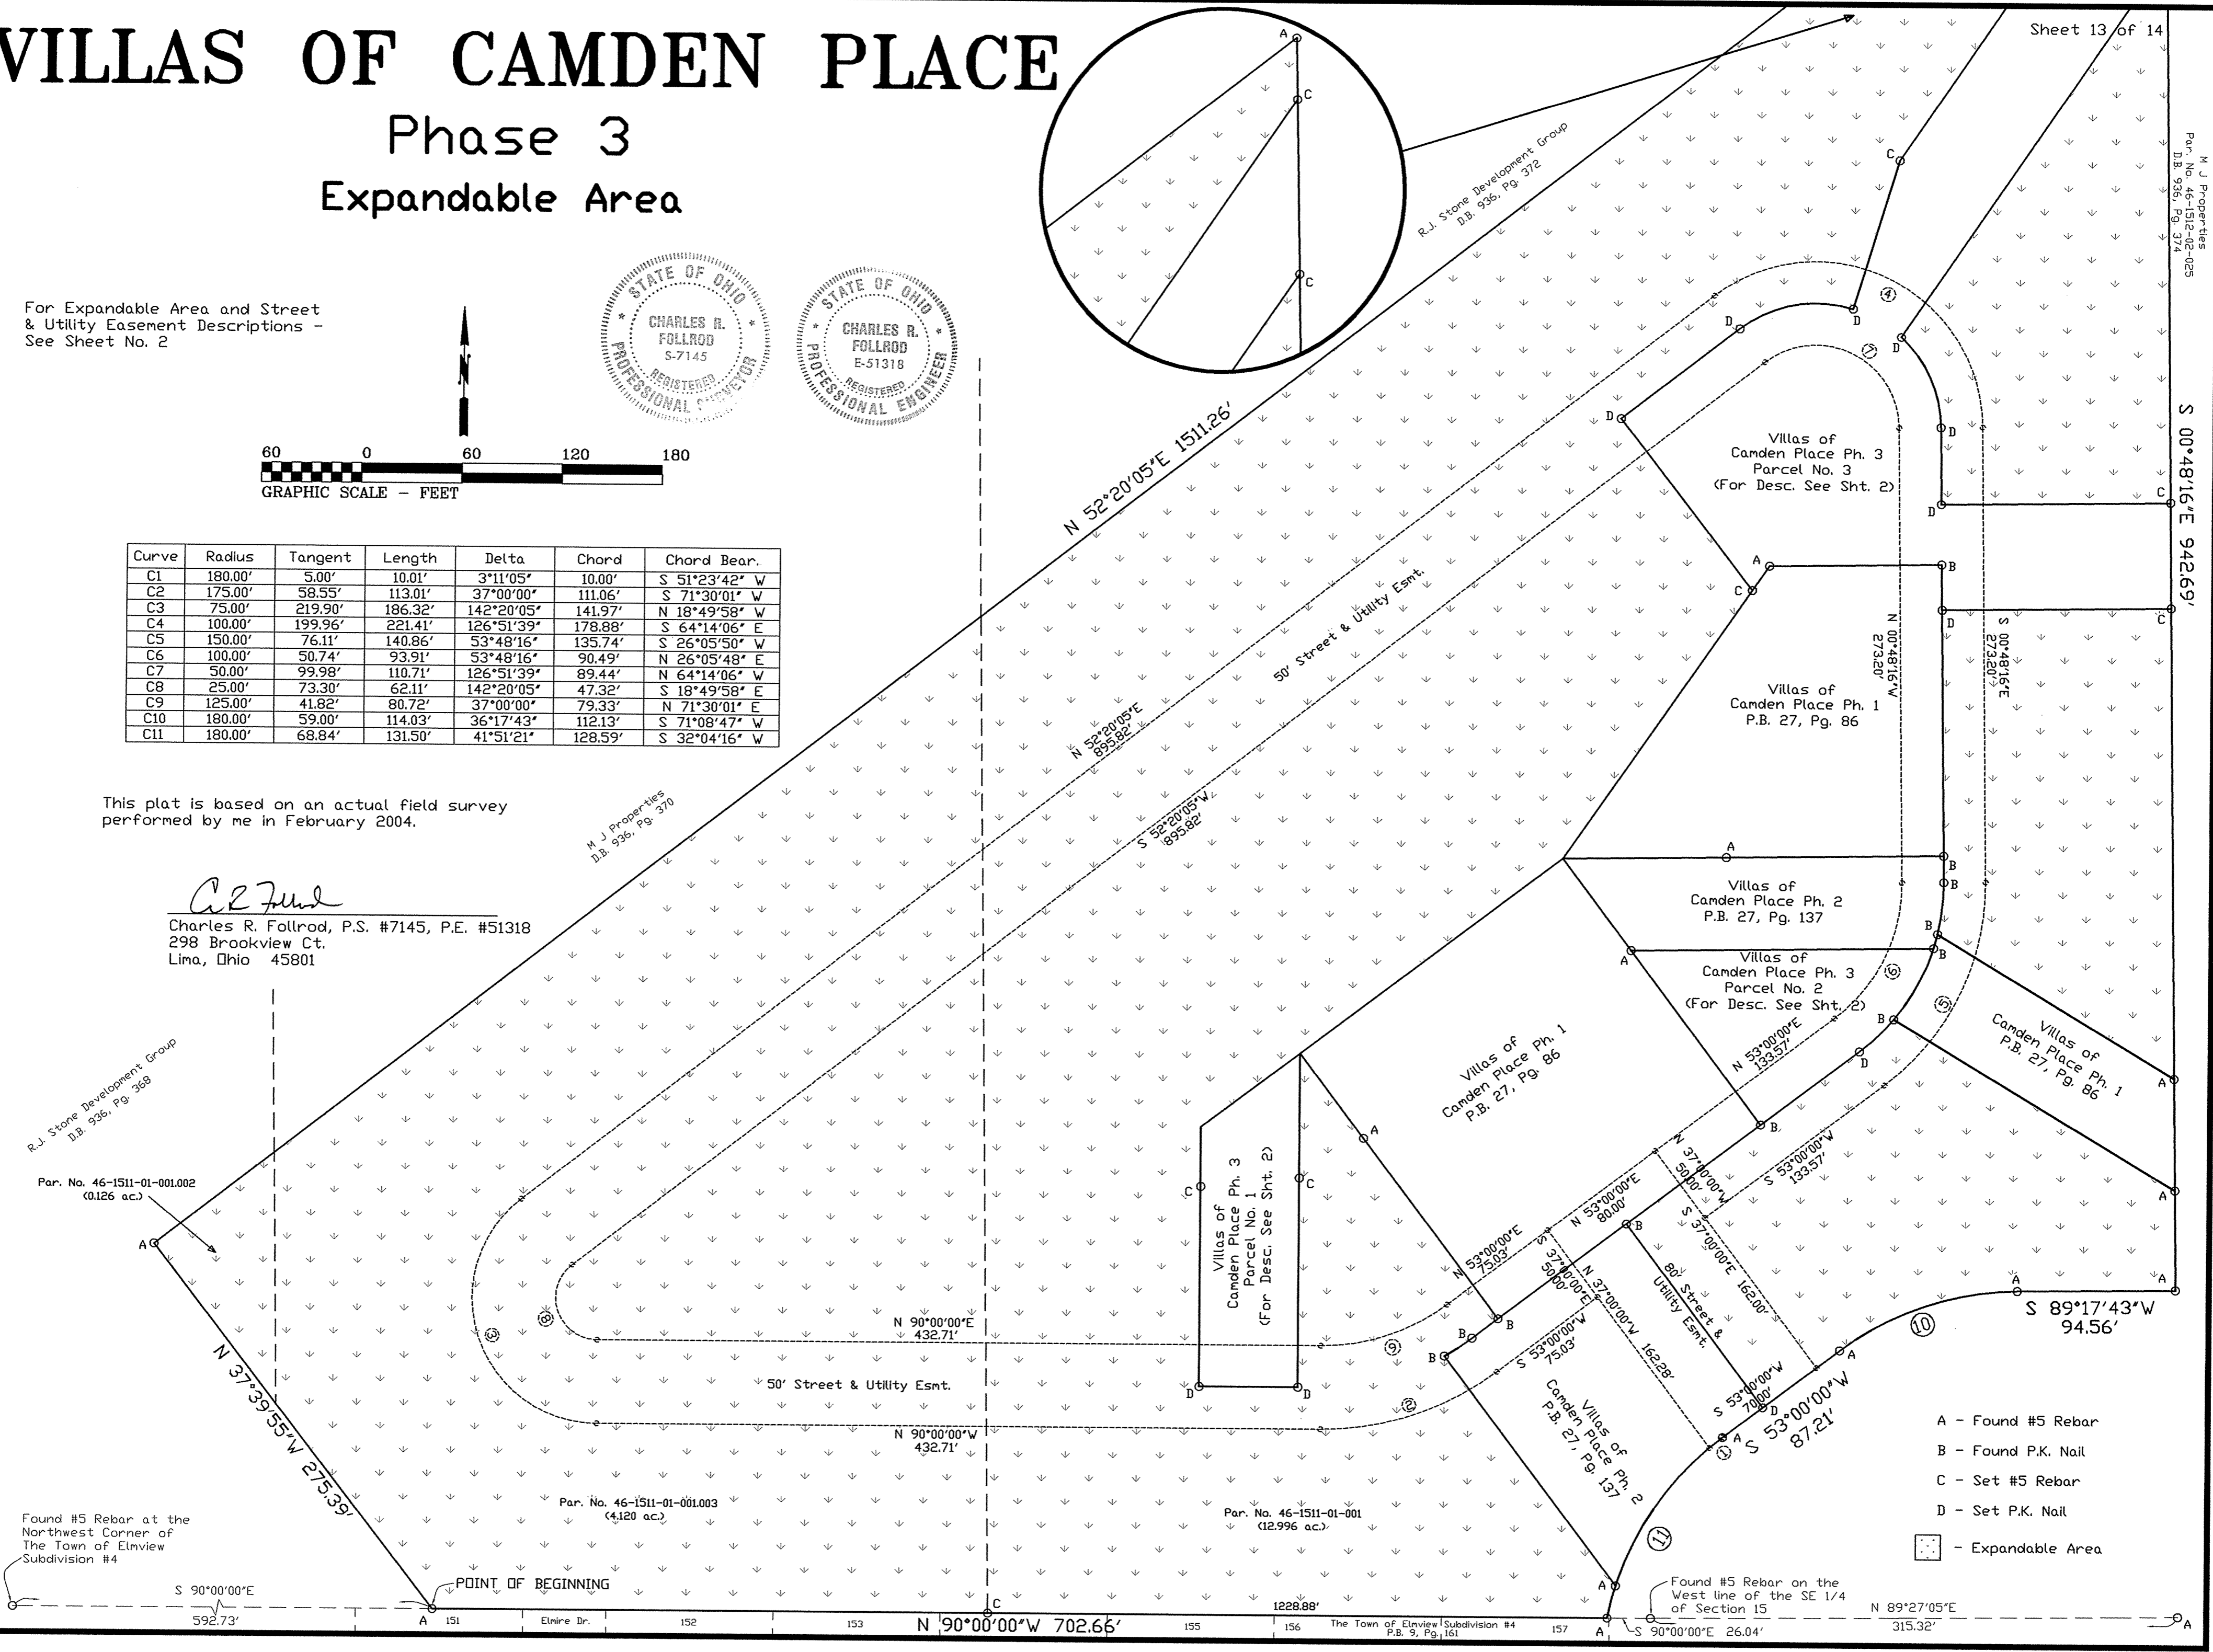 VILLAS OF CAMDEN PLACE
Phase 3
Expandable Area
Sheet 13 of 14
For Expandable Area and Street
& Utility Easement Descriptions -
See Sheet No. 2
N
STATE OF OHIO
CHARLES R.
FOLLROD
S-7145
REGISTERED
PROFESSIONAL SURVEYOR
STATE OF OHIO
CHARLES R.
FOLLROD
E-51318
REGISTERED
PROFESSIONAL ENGINEER
60 0 60 120 180
GRAPHIC SCALE - FEET
Curve Radius Tangent Length Delta Chord Chord Bear.
C1 180.00' 5.00' 10.01' 3°11'05" 10.00' S 51°23'42" W
C2 175.00' 58.55' 113.01' 37°00'00" 111.06' S 71°30'01" W
C3 75.00' 219.90' 186.32' 142°20'05" 141.97' N 18°49'58" W
C4 100.00' 199.96' 221.41' 126°51'39" 178.88' S 64°14'06" E
C5 150.00' 76.11' 140.86' 53°48'16" 135.74' S 26°05'50" W
C6 100.00' 50.74' 93.91' 53°48'16" 90.49' N 26°05'48" E
C7 50.00' 99.98' 110.71' 126°51'39" 89.44' N 64°14'06" W
C8 25.00' 73.30' 62.11' 142°20'05" 47.32' S 18°49'58" E
C9 125.00' 41.82' 80.72' 37°00'00" 79.33' N 71°30'01" E
C10 180.00' 59.00' 114.03' 36°17'43" 112.13' S 71°08'47" W
C11 180.00' 68.84' 131.50' 41°51'21" 128.59' S 32°04'16" W
This plat is based on an actual field survey
performed by me in February 2004.
C R Follrod
Charles R. Follrod, P.S. #7145, P.E. #51318
298 Brookview Ct.
Lima, Ohio 45801
A
C
C
R.J. Stone Development Group
D.B. 936, Pg. 372
M J Properties
Par. No. 46-1512-02-025
D.B. 936, Pg. 374
N 52°20'05"E 1511.26'
S 00°48'16"E 942.69'
C
D
D
D
D
D
D
C
4
7
Villas of
Camden Place Ph. 3
Parcel No. 3
(For Desc. See Sht. 2)
A
C
B
D
C
50' Street & Utility Esmt.
N 00°48'16"W
273.20'
S 00°48'16"E
273.20'
Villas of
Camden Place Ph. 1
P.B. 27, Pg. 86
N 52°20'05"E
895.82'
S 52°20'05"W
895.82'
M J Properties
D.B. 936, Pg. 370
A
B
B
Villas of
Camden Place Ph. 2
P.B. 27, Pg. 137
B
A
B
Villas of
Camden Place Ph. 3
Parcel No. 2
(For Desc. See Sht. 2)
6
5
B
D
N 53°00'00"E
133.57'
Villas of
Camden Place Ph. 1
P.B. 27, Pg. 86
A
Villas of
Camden Place Ph. 1
P.B. 27, Pg. 86
A
R.J. Stone Development Group
D.B. 936, Pg. 368
Par. No. 46-1511-01-001.002
(0.126 ac.)
A
B
A
N 37°00'00"W
50.00'
S 53°00'00"W
133.57'
C
Villas of
Camden Place Ph. 3
Parcel No. 1
(For Desc. See Sht. 2)
C
D
D
N 53°00'00"E
80.00'
B
N 53°00'00"E
75.03'
S 37°00'00"E
50.00'
N 37°00'00"W 162.28'
S 37°00'00"E 162.00'
80' Street &
Utility Esmt.
3
8
N 90°00'00"E
432.71'
9
B
B
B
S 53°00'00"W
75.03'
50' Street & Utility Esmt.
N 90°00'00"W
432.71'
2
Villas of
Camden Place Ph. 2
P.B. 27, Pg. 137
S 53°00'00"W
70.00'
D
A
1
S 53°00'00"W
87.21'
A
10
A
A
S 89°17'43"W
94.56'
N 37°39'55"W 275.39'
Par. No. 46-1511-01-001.003
(4.120 ac.)
Par. No. 46-1511-01-001
(12.996 ac.)
11
A
A - Found #5 Rebar
B - Found P.K. Nail
C - Set #5 Rebar
D - Set P.K. Nail
- Expandable Area
Found #5 Rebar at the
Northwest Corner of
The Town of Elmview
Subdivision #4
S 90°00'00"E
592.73'
POINT OF BEGINNING
A
151
Elmire Dr.
152
153
C
N 90°00'00"W 702.66'
155
1228.88'
156
The Town of Elmview Subdivision #4
P.B. 9, Pg. 161
157
A
S 90°00'00"E 26.04'
Found #5 Rebar on the
West line of the SE 1/4
of Section 15
N 89°27'05"E
315.32'
A